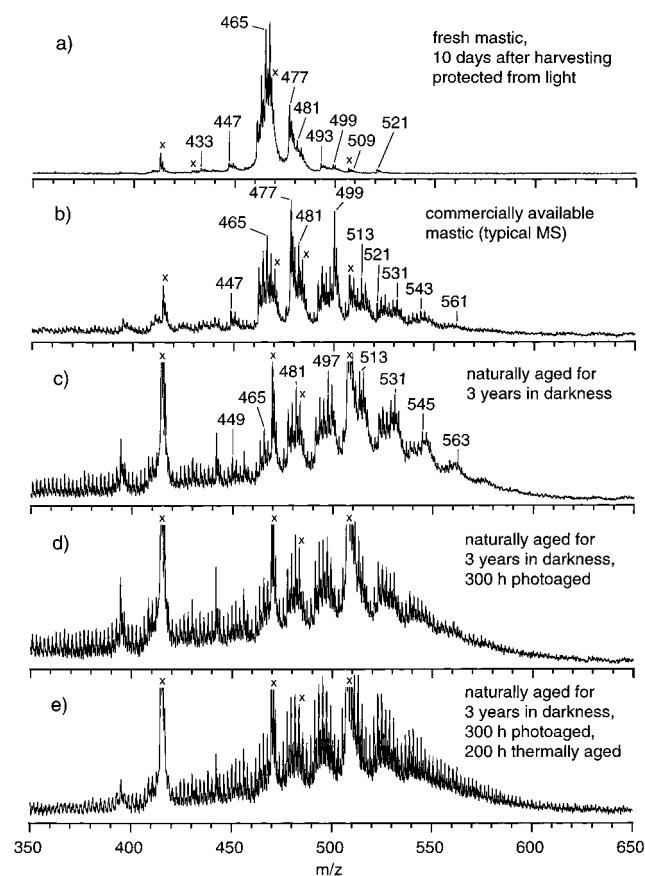 a)
465
x
477
481
447
x
433
x
493
499
x
509
521
fresh mastic,
10 days after harvesting
protected from light
b)
477
499
465
481
x
x
x
447
x
513
521
531
543
561
commercially available
mastic (typical MS)
c)
x
x
x
481
497
513
x
465
449
531
545
563
naturally aged for
3 years in darkness
d)
x
x
x
x
naturally aged for
3 years in darkness,
300 h photoaged
e)
x
x
x
x
naturally aged for
3 years in darkness,
300 h photoaged,
200 h thermally aged
350
400
450
500
550
600
650
m/z